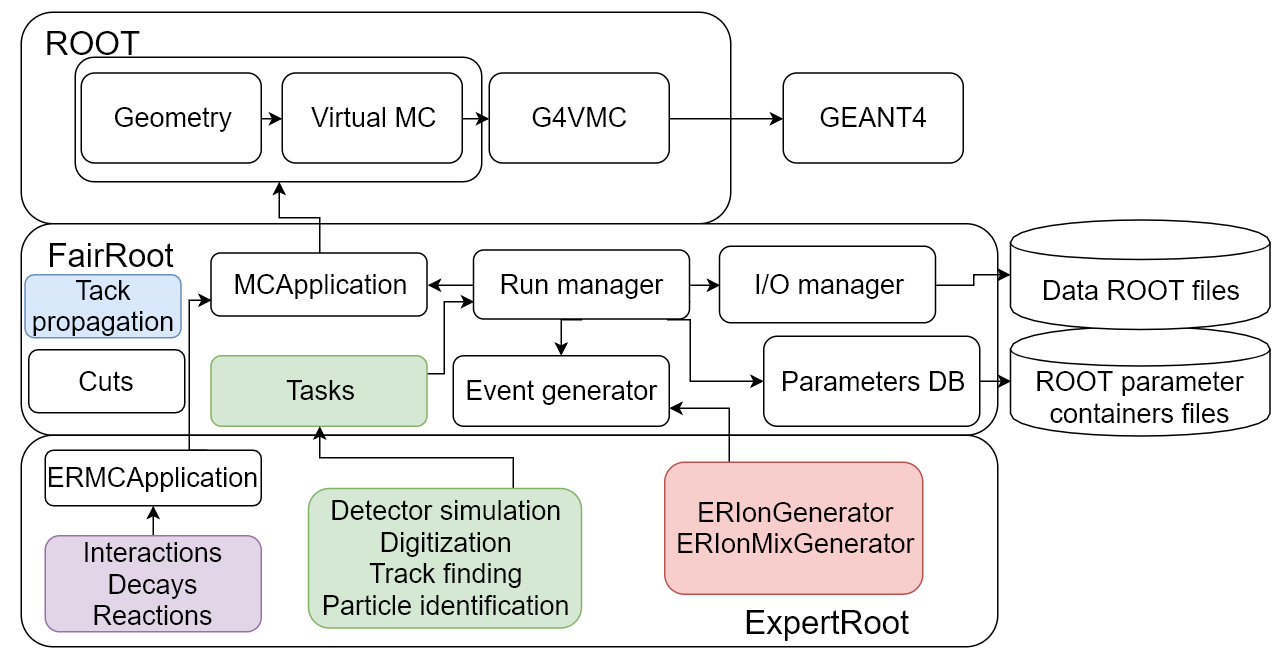 ROOT
Geometry
Virtual MC
G4VMC
GEANT4
FairRoot
Tack
propagation
MCApplication
Run manager
I/O manager
Data ROOT files
Cuts
Tasks
Event generator
Parameters DB
ROOT parameter
containers files
ERMCApplication
Interactions
Decays
Reactions
Detector simulation
Digitization
Track finding
Particle identification
ERIonGenerator
ERIonMixGenerator
ExpertRoot